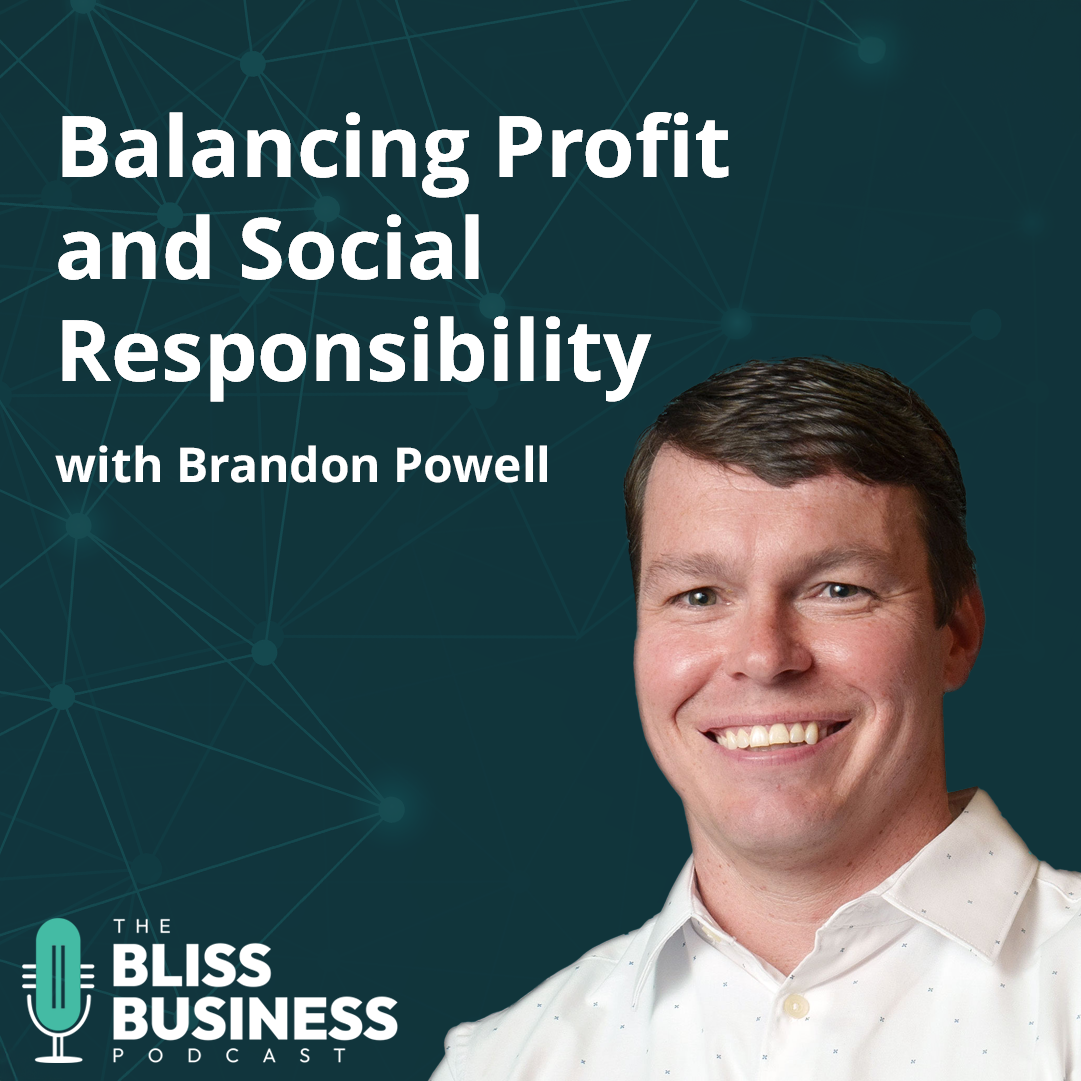 Balancing Profit
and Social
Responsibility
with Brandon Powell
THE
BLISS
BUSINESS
PODCAST